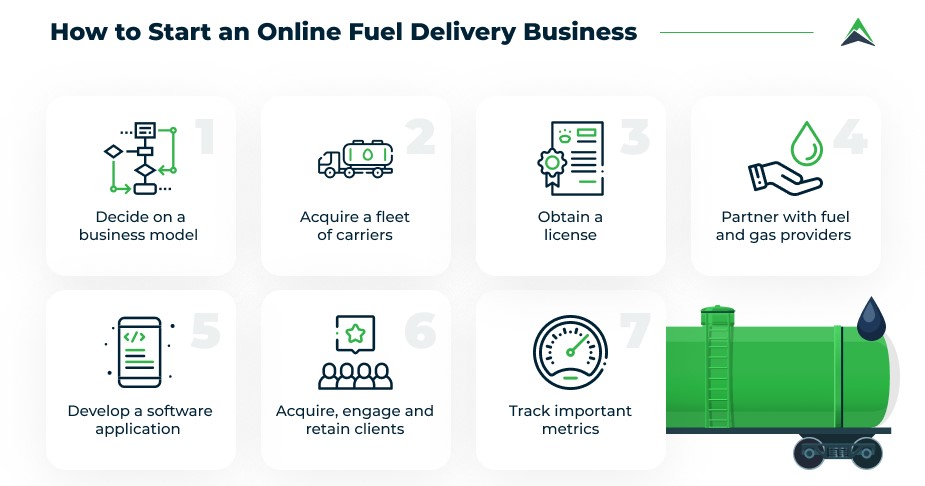 How to Start an Online Fuel Delivery Business
1
Decide on a
business model
2
Acquire a fleet
of carriers
3
Obtain a
license
4
Partner with fuel
and gas providers
5
</>
Develop a software
application
6
Acquire, engage and
retain clients
7
Track important
metrics